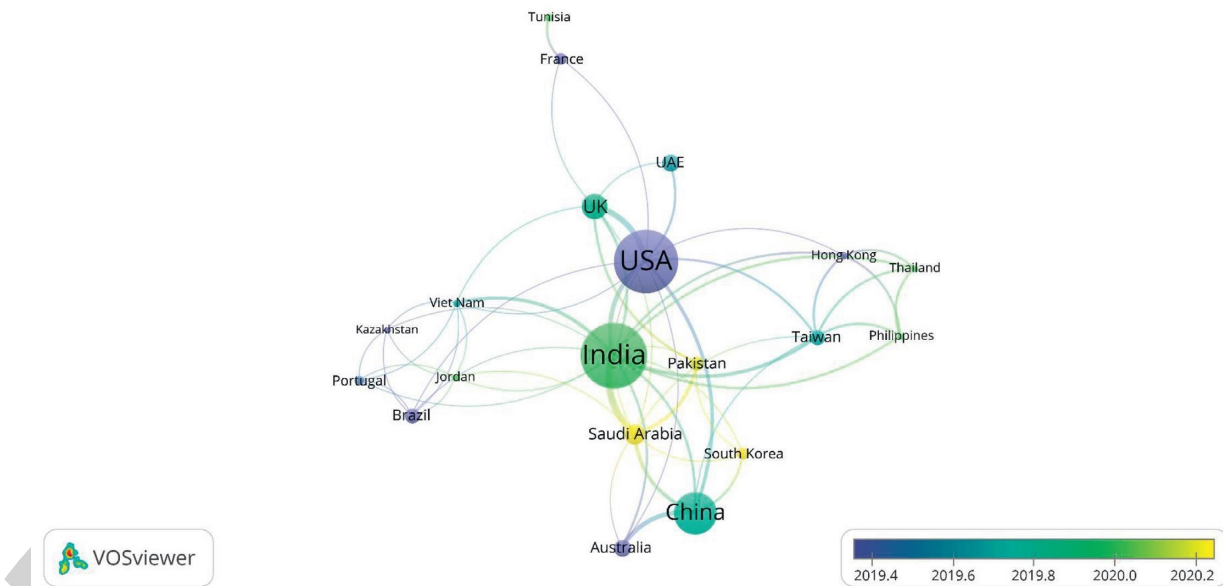 Tunisia
France
UAE
UK
USA
Hong Kong
Thailand
Viet Nam
Kazakhstan
Taiwan
Philippines
India
Pakistan
Portugal
Jordan
Brazil
Saudi Arabia
South Korea
China
Australia
VOSviewer
2019.4 2019.6 2019.8 2020.0 2020.2